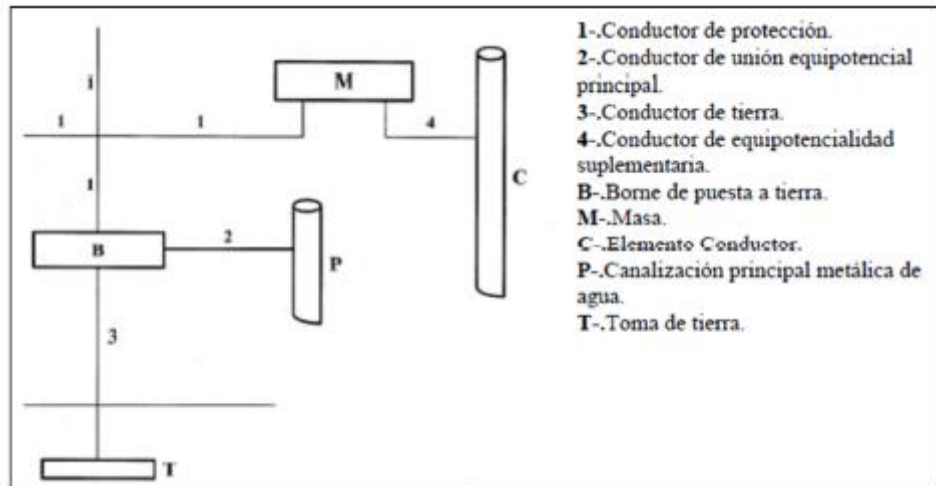 1-.Conductor de protección.
2-.Conductor de unión equipotencial
principal.
3-.Conductor de tierra.
4-.Conductor de equipotencialidad
suplementaria.
B-.Borne de puesta a tierra.
M-.Masa.
C-.Elemento Conductor.
P-.Canalización principal metálica de
agua.
T-.Toma de tierra.
1
M
1
1
4
C
1
B
2
P
3
T